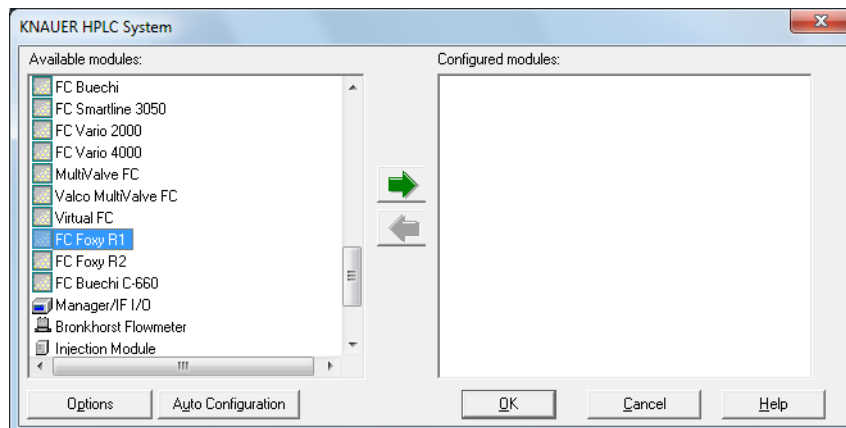 KNAUER HPLC System
Available modules:
FC Buechi
FC Smartline 3050
FC Vario 2000
FC Vario 4000
MultiValve FC
Valco MultiValve FC
Virtual FC
FC Foxy R1
FC Foxy R2
FC Buechi C-660
Manager/IF I/O
Bronkhorst Flowmeter
Injection Module
Configured modules:
Options
Auto Configuration
OK
Cancel
Help